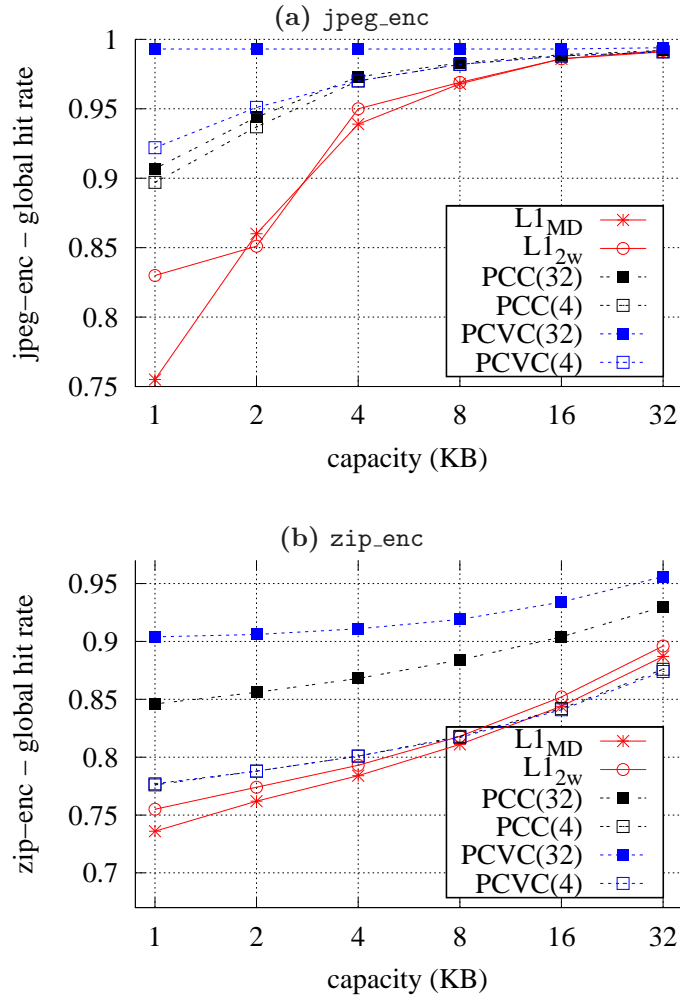 (a) jpeg_enc
jpeg−enc − global hit rate
1
0.95
0.9
0.85
0.8
0.75
L1MD
L12w
PCC(32)
PCC(4)
PCVC(32)
PCVC(4)
1 2 4 8 16 32
capacity (KB)
(b) zip_enc
zip−enc − global hit rate
0.95
0.9
0.85
0.8
0.75
0.7
L1MD
L12w
PCC(32)
PCC(4)
PCVC(32)
PCVC(4)
1 2 4 8 16 32
capacity (KB)